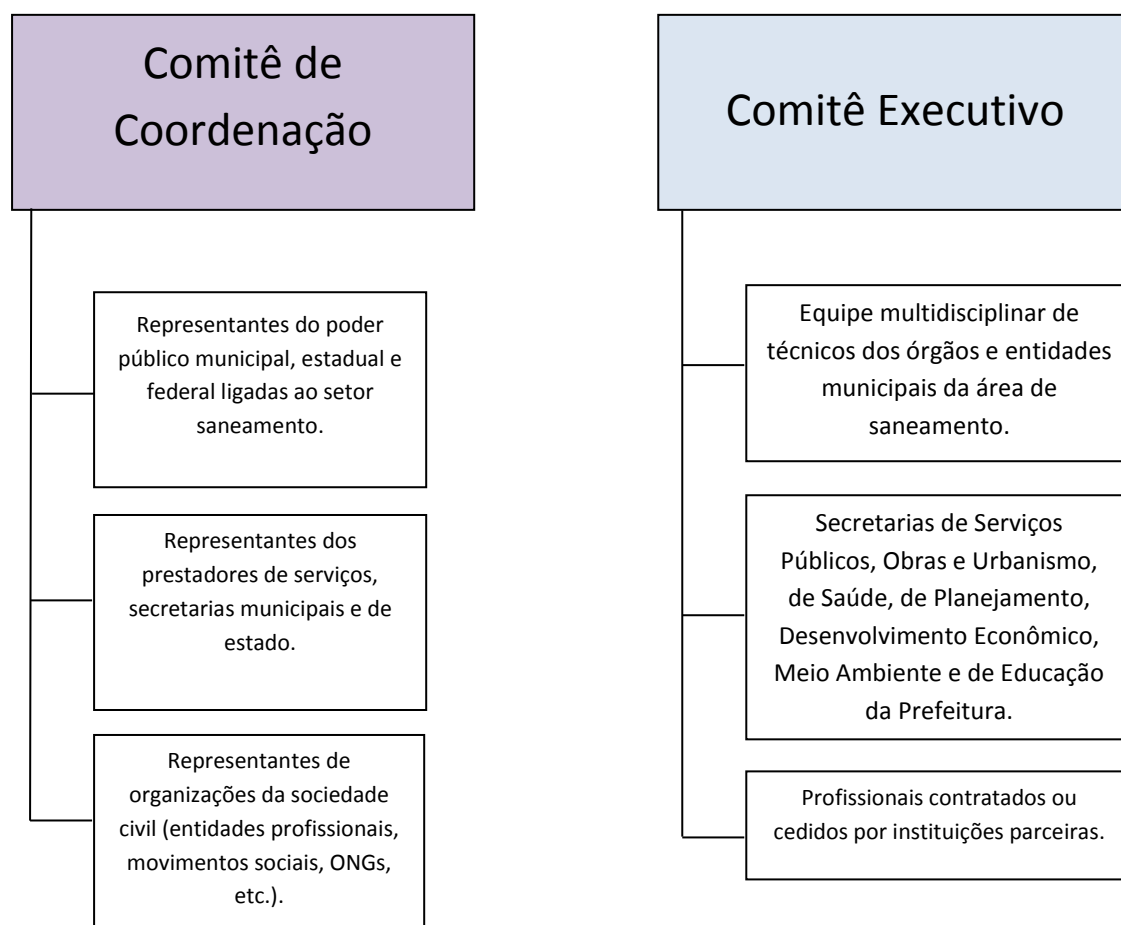 Comitê de
Coordenação
Representantes do poder
público municipal, estadual e
federal ligadas ao setor
saneamento.
Representantes dos
prestadores de serviços,
secretarias municipais e de
estado.
Representantes de
organizações da sociedade
civil (entidades profissionais,
movimentos sociais, ONGs,
etc.).
Comitê Executivo
Equipe multidisciplinar de
técnicos dos órgãos e entidades
municipais da área de
saneamento.
Secretarias de Serviços
Públicos, Obras e Urbanismo,
de Saúde, de Planejamento,
Desenvolvimento Econômico,
Meio Ambiente e de Educação
da Prefeitura.
Profissionais contratados ou
cedidos por instituições parceiras.